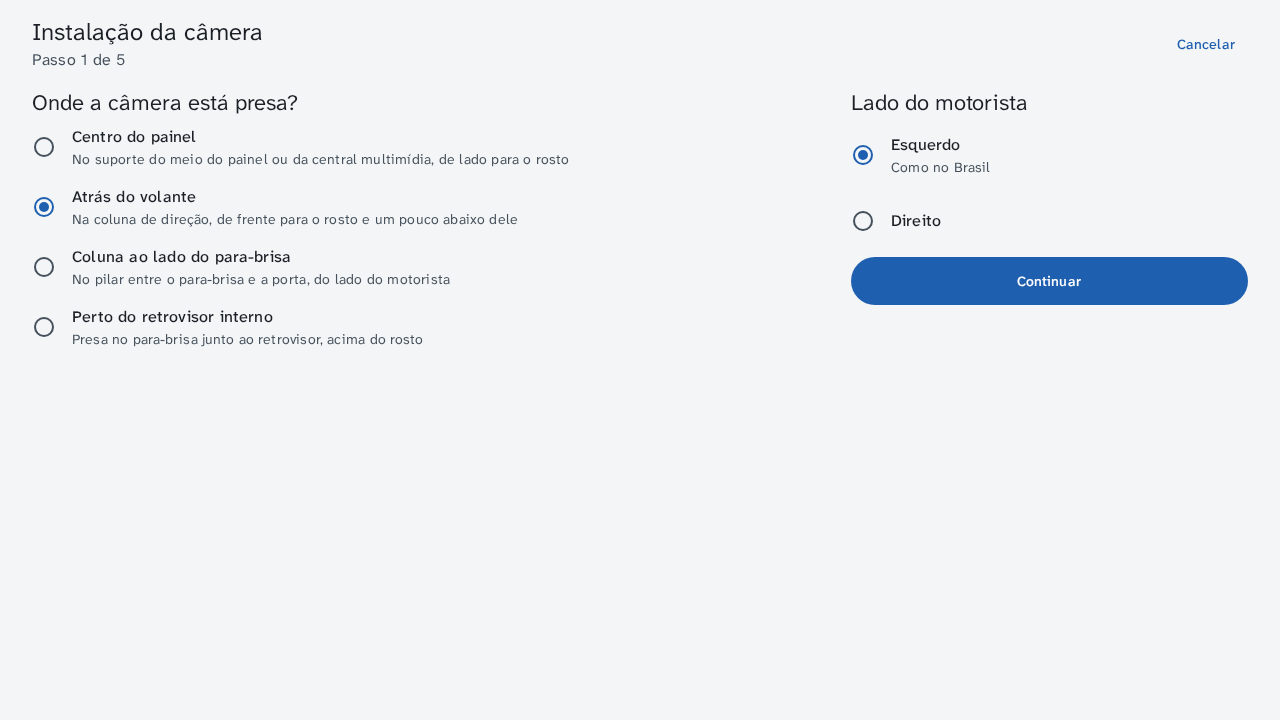 Instalação da câmera
Passo 1 de 5
Cancelar
Onde a câmera está presa?
Centro do painel
No suporte do meio do painel ou da central multimídia, de lado para o rosto
Atrás do volante
Na coluna de direção, de frente para o rosto e um pouco abaixo dele
Coluna ao lado do para-brisa
No pilar entre o para-brisa e a porta, do lado do motorista
Perto do retrovisor interno
Presa no para-brisa junto ao retrovisor, acima do rosto
Lado do motorista
Esquerdo
Como no Brasil
Direito
Continuar